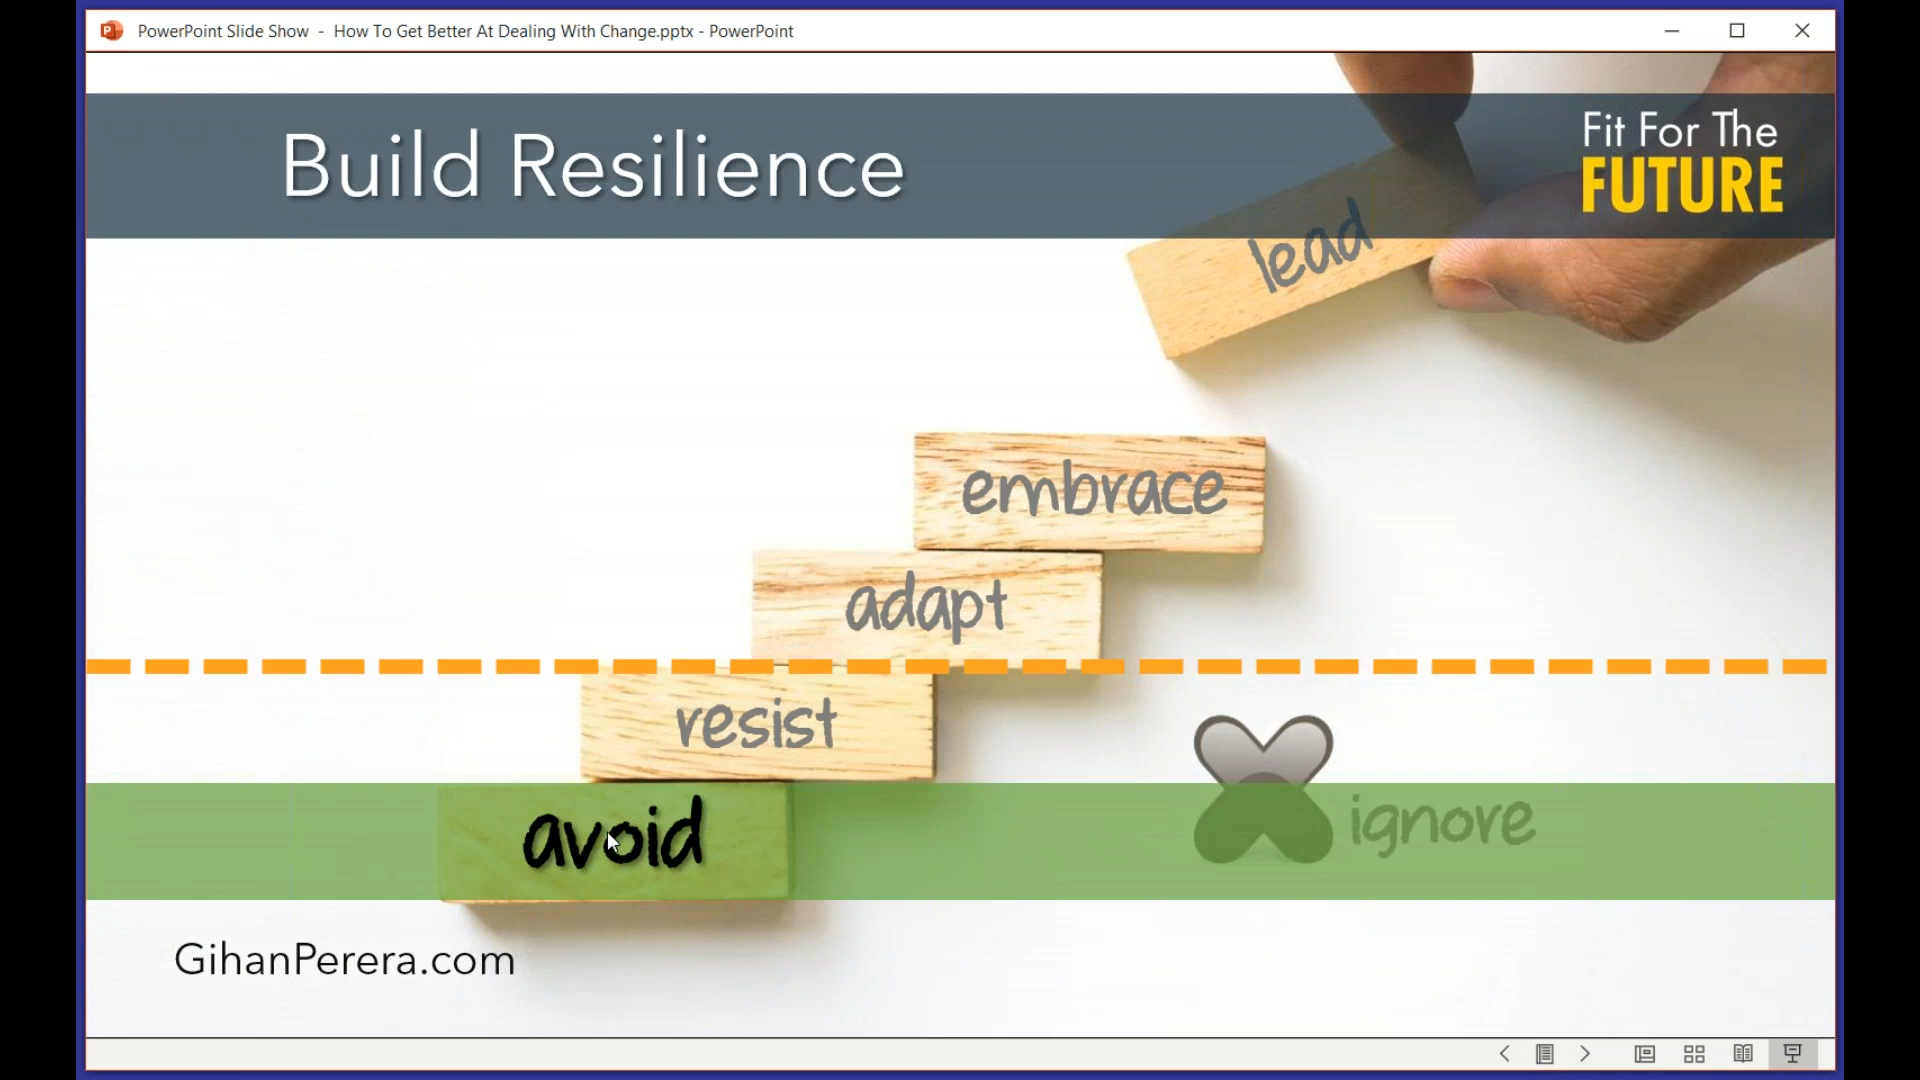 PowerPoint Slide Show - How To Get Better At Dealing With Change.pptx - PowerPoint
Build Resilience
Fit For The
FUTURE
lead
embrace
adapt
resist
avoid
ignore
GihanPerera.com